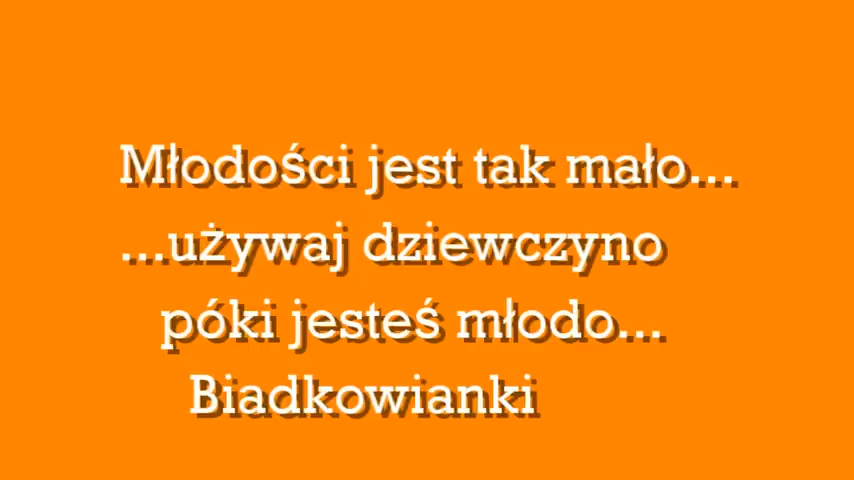 Młodości jest tak mało...
...używaj dziewczyno
póki jesteś młodo...
Biadkowianki